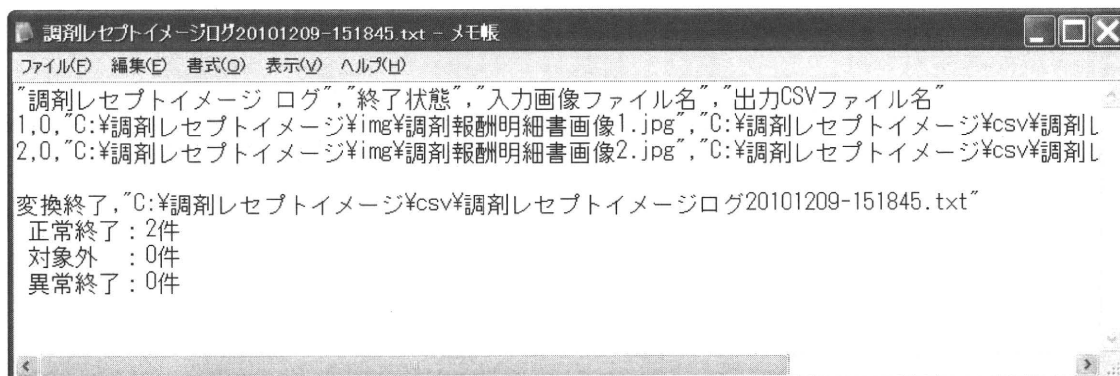 調剤レセプトイメージログ20101209-151845.txt - メモ帳
ファイル(F) 編集(E) 書式(O) 表示(V) ヘルプ(H)
"調剤レセプトイメージ ログ","終了状態","入力画像ファイル名","出力CSVファイル名"
1,0,"C:¥調剤レセプトイメージ¥img¥調剤報酬明細書画像1.jpg","C:¥調剤レセプトイメージ¥csv¥調剤レ
2,0,"C:¥調剤レセプトイメージ¥img¥調剤報酬明細書画像2.jpg","C:¥調剤レセプトイメージ¥csv¥調剤レ
変換終了,"C:¥調剤レセプトイメージ¥csv¥調剤レセプトイメージログ20101209-151845.txt"
正常終了:2件
対象外 :0件
異常終了:0件